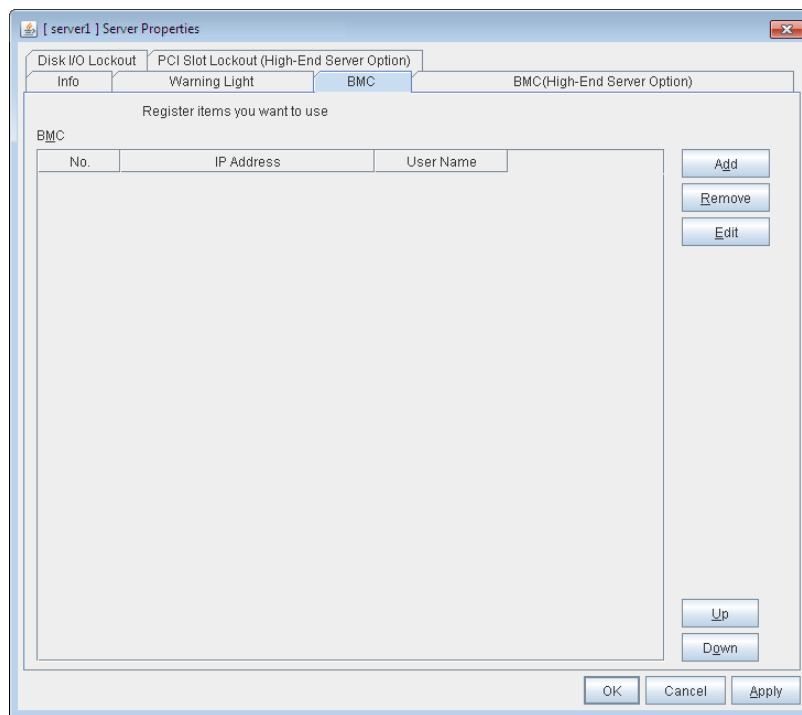 [ server1 ] Server Properties
Disk I/O Lockout PCI Slot Lockout (High-End Server Option)
Info Warning Light BMC BMC(High-End Server Option)
Register items you want to use
BMC
No. IP Address User Name
Add
Remove
Edit
Up
Down
OK Cancel Apply